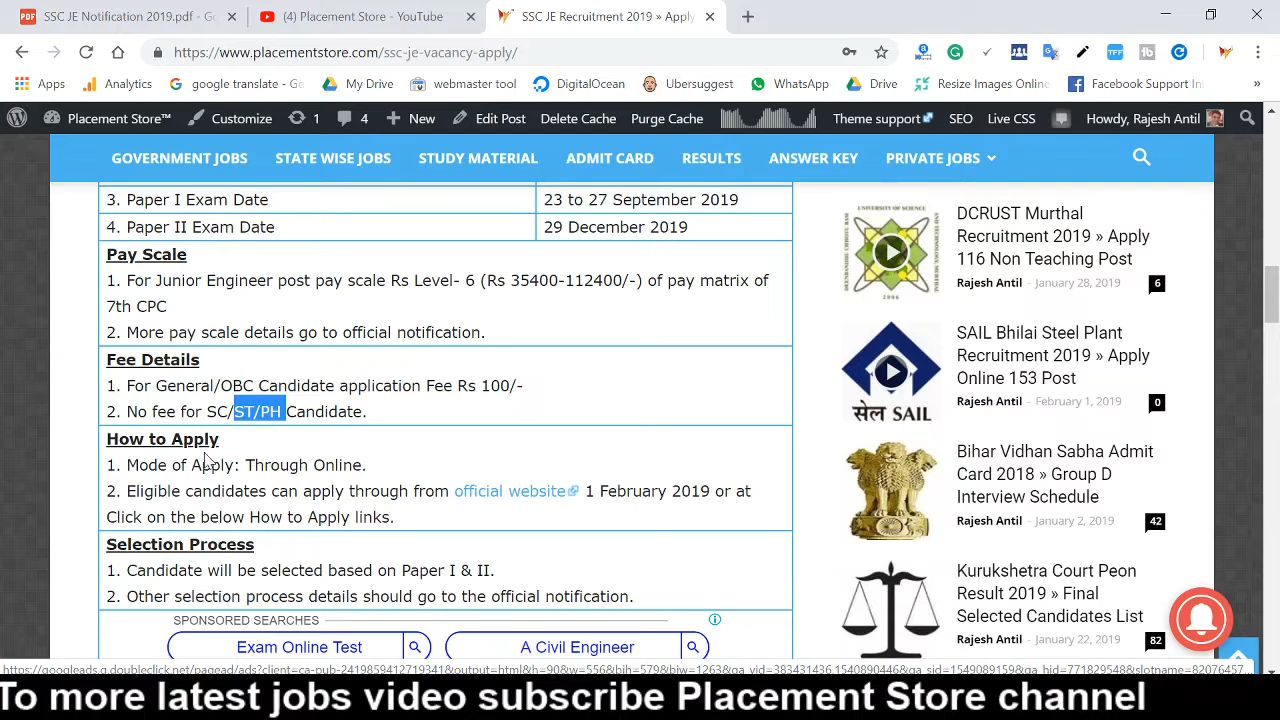 SSC JE Notification 2019.pdf - G
(4) Placement Store - YouTube
SSC JE Recruitment 2019 » Apply
https://www.placementstore.com/ssc-je-vacancy-apply/
Apps Analytics google translate - Go My Drive webmaster tool DigitalOcean Ubersuggest WhatsApp Drive Resize Images Online Facebook Support Inb
Placement Store™ Customize 1 4 New Edit Post Delete Cache Purge Cache Theme support SEO Live CSS Howdy, Rajesh Antil
GOVERNMENT JOBS STATE WISE JOBS STUDY MATERIAL ADMIT CARD RESULTS ANSWER KEY PRIVATE JOBS
3. Paper I Exam Date 23 to 27 September 2019
4. Paper II Exam Date 29 December 2019
Pay Scale
1. For Junior Engineer post pay scale Rs Level- 6 (Rs 35400-112400/-) of pay matrix of
7th CPC
2. More pay scale details go to official notification.
Fee Details
1. For General/OBC Candidate application Fee Rs 100/-
2. No fee for SC/ST/PH Candidate.
How to Apply
1. Mode of Apply: Through Online.
2. Eligible candidates can apply through from official website 1 February 2019 or at
Click on the below How to Apply links.
Selection Process
1. Candidate will be selected based on Paper I & II.
2. Other selection process details should go to the official notification.
SPONSORED SEARCHES
Exam Online Test
A Civil Engineer
DCRUST Murthal
Recruitment 2019 » Apply
116 Non Teaching Post
Rajesh Antil - January 28, 2019 6
SAIL Bhilai Steel Plant
Recruitment 2019 » Apply
Online 153 Post
Rajesh Antil - February 1, 2019 0
सेल SAIL
Bihar Vidhan Sabha Admit
Card 2018 » Group D
Interview Schedule
Rajesh Antil - January 2, 2019 42
Kurukshetra Court Peon
Result 2019 » Final
Selected Candidates List
Rajesh Antil - January 22, 2019 82
To more latest jobs video subscribe Placement Store channel